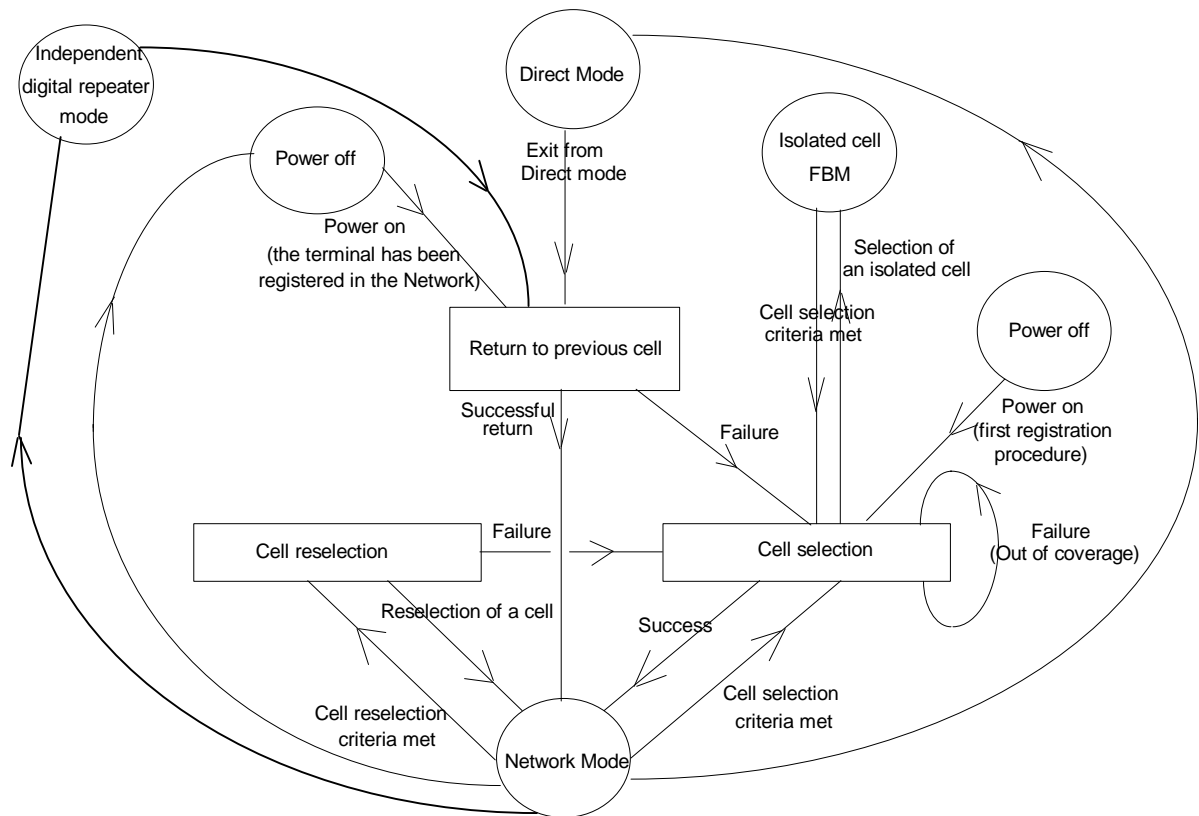 Independent
digital repeater
mode
Direct Mode
Power off
Exit from
Direct mode
Isolated cell
FBM
Power on
(the terminal has been
registered in the Network)
Selection of
an isolated cell
Cell selection
criteria met
Power off
Return to previous cell
Successful
return
Failure
Power on
(first registration
procedure)
Cell reselection
Failure
Cell selection
Failure
(Out of coverage)
Reselection of a cell
Success
Cell reselection
criteria met
Cell selection
criteria met
Network Mode